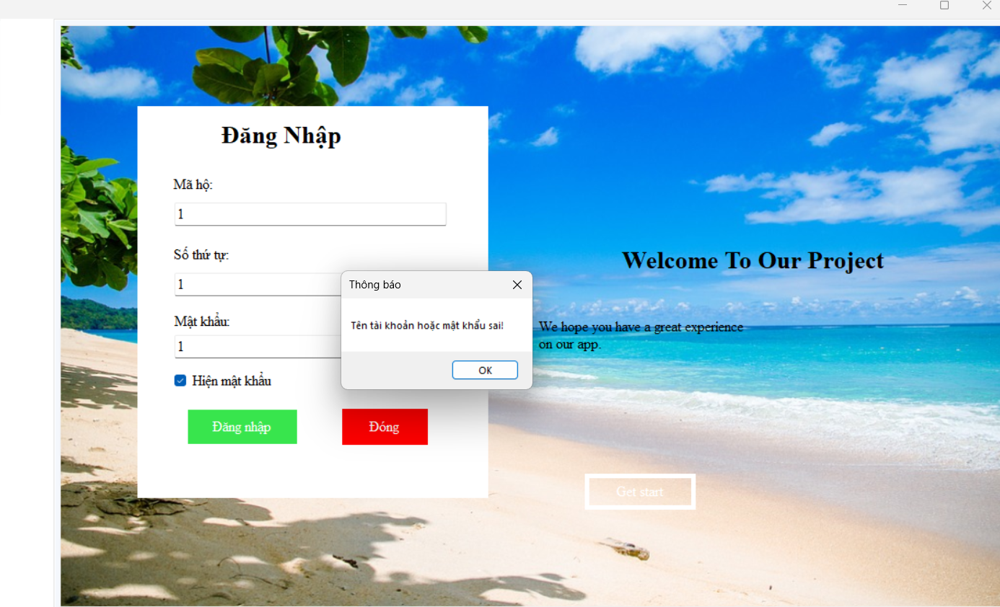 Đăng Nhập
Mã hộ:
1
Số thứ tự:
1
Mật khẩu:
1
Hiện mật khẩu
Đăng nhập
Đóng
Thông báo
Tên tài khoản hoặc mật khẩu sai!
OK
Welcome To Our Project
We hope you have a great experience
on our app.
Get start